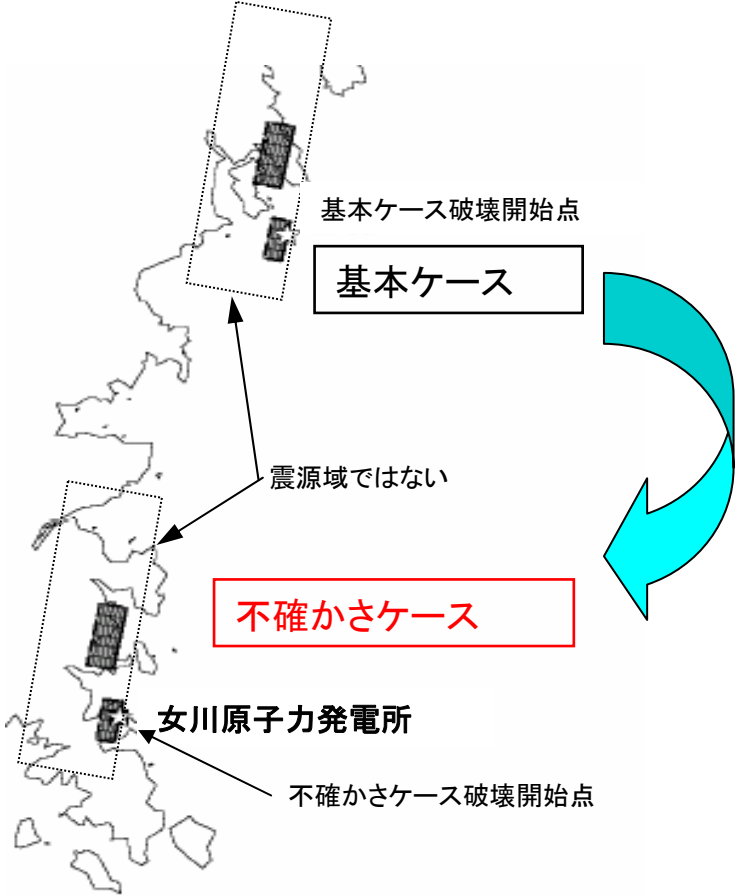 基本ケース破壊開始点
基本ケース
震源域ではない
不確かさケース
女川原子力発電所
不確かさケース破壊開始点